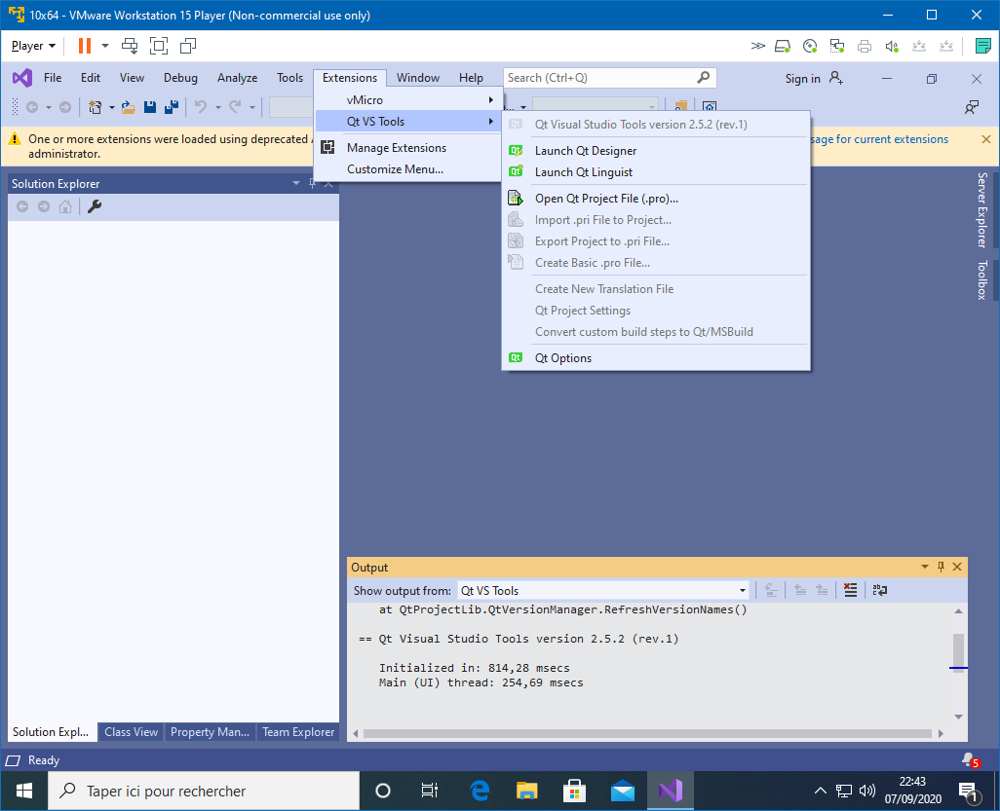 10x64 - VMware Workstation 15 Player (Non-commercial use only)
Player
File Edit View Debug Analyze Tools Extensions Window Help Search (Ctrl+Q) Sign in
vMicro
Qt VS Tools
Manage Extensions
Customize Menu...
Qt Visual Studio Tools version 2.5.2 (rev.1)
Launch Qt Designer
Launch Qt Linguist
Open Qt Project File (.pro)...
Import .pri File to Project...
Export Project to .pri File...
Create Basic .pro File...
Create New Translation File
Qt Project Settings
Convert custom build steps to Qt/MSBuild
Qt Options
One or more extensions were loaded using deprecated
sage for current extensions
administrator.
Solution Explorer
Server Explorer
Toolbox
Output
Show output from: Qt VS Tools
at QtProjectLib.QtVersionManager.RefreshVersionNames()
== Qt Visual Studio Tools version 2.5.2 (rev.1)
Initialized in: 814,28 msecs
Main (UI) thread: 254,69 msecs
Solution Expl... Class View Property Man... Team Explorer
Ready
5
Taper ici pour rechercher
22:43
07/09/2020
1